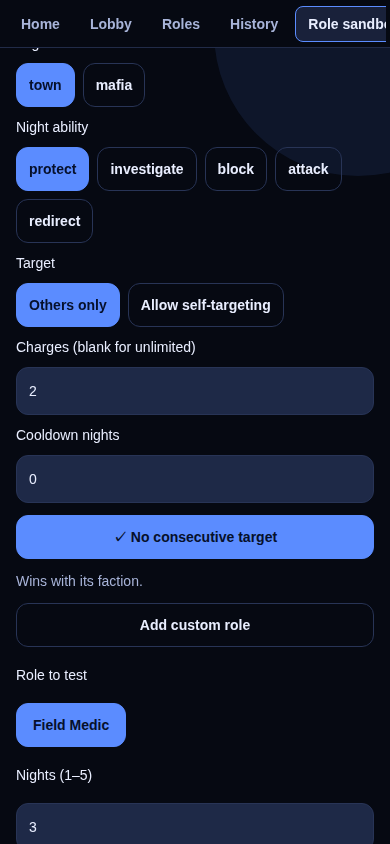 Home Lobby Roles History Role sandb
town mafia
Night ability
protect investigate block attack
redirect
Target
Others only Allow self-targeting
Charges (blank for unlimited)
2
Cooldown nights
0
✓ No consecutive target
Wins with its faction.
Add custom role
Role to test
Field Medic
Nights (1–5)
3